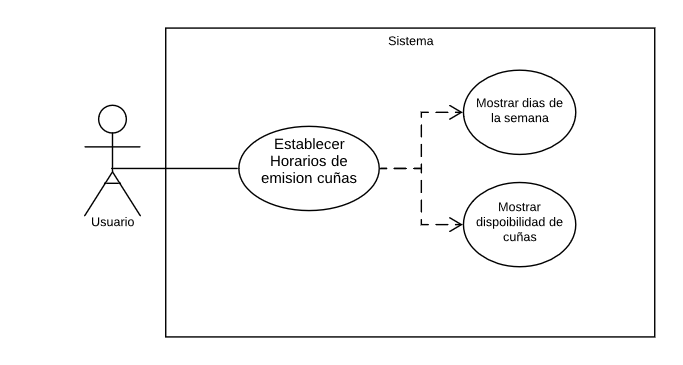 Sistema
Mostrar dias de
la semana
Establecer
Horarios de
emision cuñas
Mostrar
dispoibilidad de
cuñas
Usuario